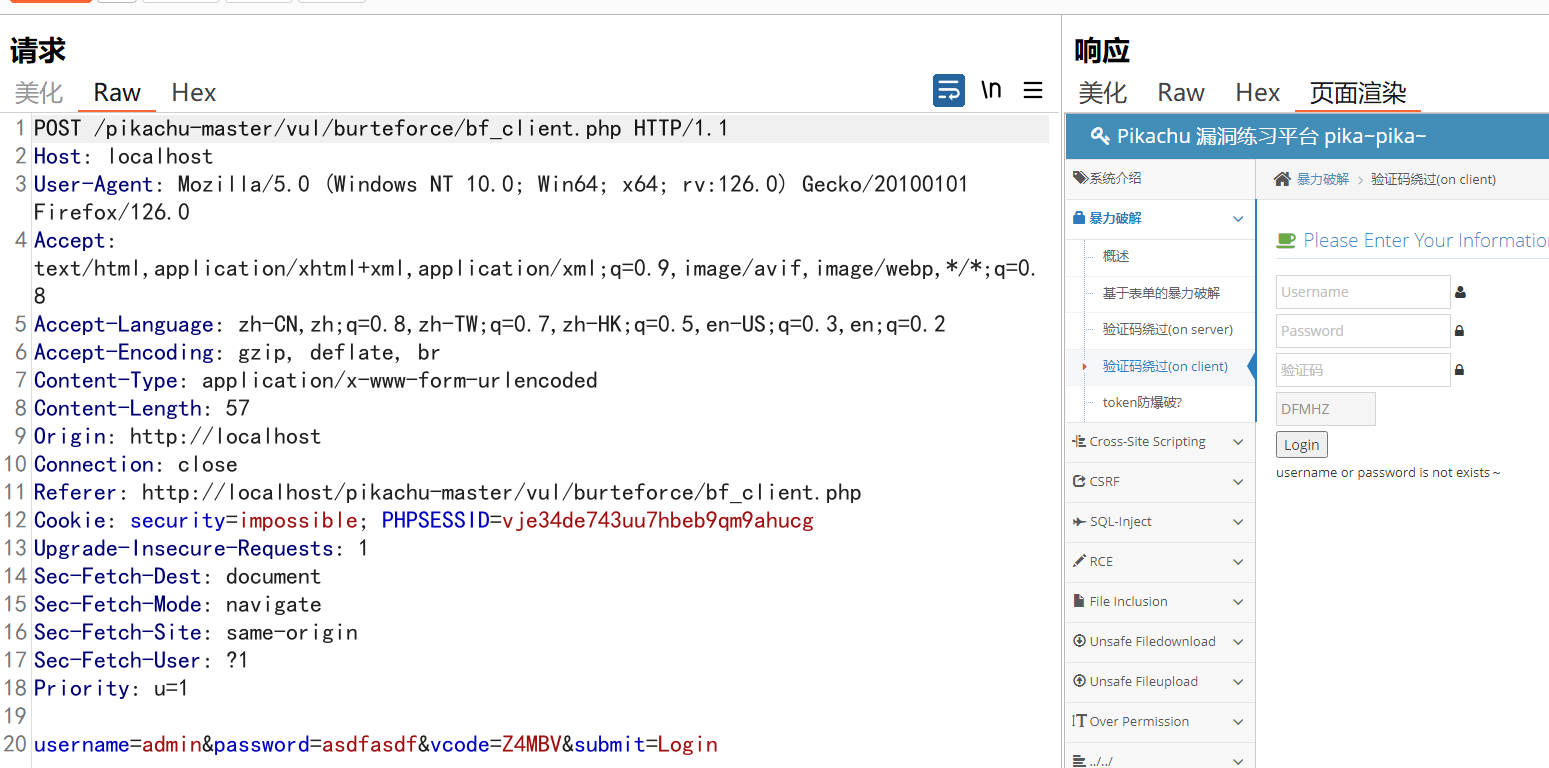 请求
美化 Raw Hex
\n
1 POST /pikachu-master/vul/burteforce/bf_client.php HTTP/1.1
2 Host: localhost
3 User-Agent: Mozilla/5.0 (Windows NT 10.0; Win64; x64; rv:126.0) Gecko/20100101
Firefox/126.0
4 Accept:
text/html,application/xhtml+xml,application/xml;q=0.9,image/avif,image/webp,*/*;q=0.
8
5 Accept-Language: zh-CN,zh;q=0.8,zh-TW;q=0.7,zh-HK;q=0.5,en-US;q=0.3,en;q=0.2
6 Accept-Encoding: gzip, deflate, br
7 Content-Type: application/x-www-form-urlencoded
8 Content-Length: 57
9 Origin: http://localhost
10 Connection: close
11 Referer: http://localhost/pikachu-master/vul/burteforce/bf_client.php
12 Cookie: security=impossible; PHPSESSID=vje34de743uu7hbeb9qm9ahucg
13 Upgrade-Insecure-Requests: 1
14 Sec-Fetch-Dest: document
15 Sec-Fetch-Mode: navigate
16 Sec-Fetch-Site: same-origin
17 Sec-Fetch-User: ?1
18 Priority: u=1
19
20 username=admin&password=asdfasdf&vcode=Z4MBV&submit=Login
响应
美化 Raw Hex 页面渲染
Pikachu 漏洞练习平台 pika~pika~
系统介绍
暴力破解
概述
基于表单的暴力破解
验证码绕过(on server)
验证码绕过(on client)
token防爆破?
Cross-Site Scripting
CSRF
SQL-Inject
RCE
File Inclusion
Unsafe Filedownload
Unsafe Fileupload
Over Permission
../../
暴力破解 > 验证码绕过(on client)
Please Enter Your Informatio
Username
Password
验证码
DFMHZ
Login
username or password is not exists～